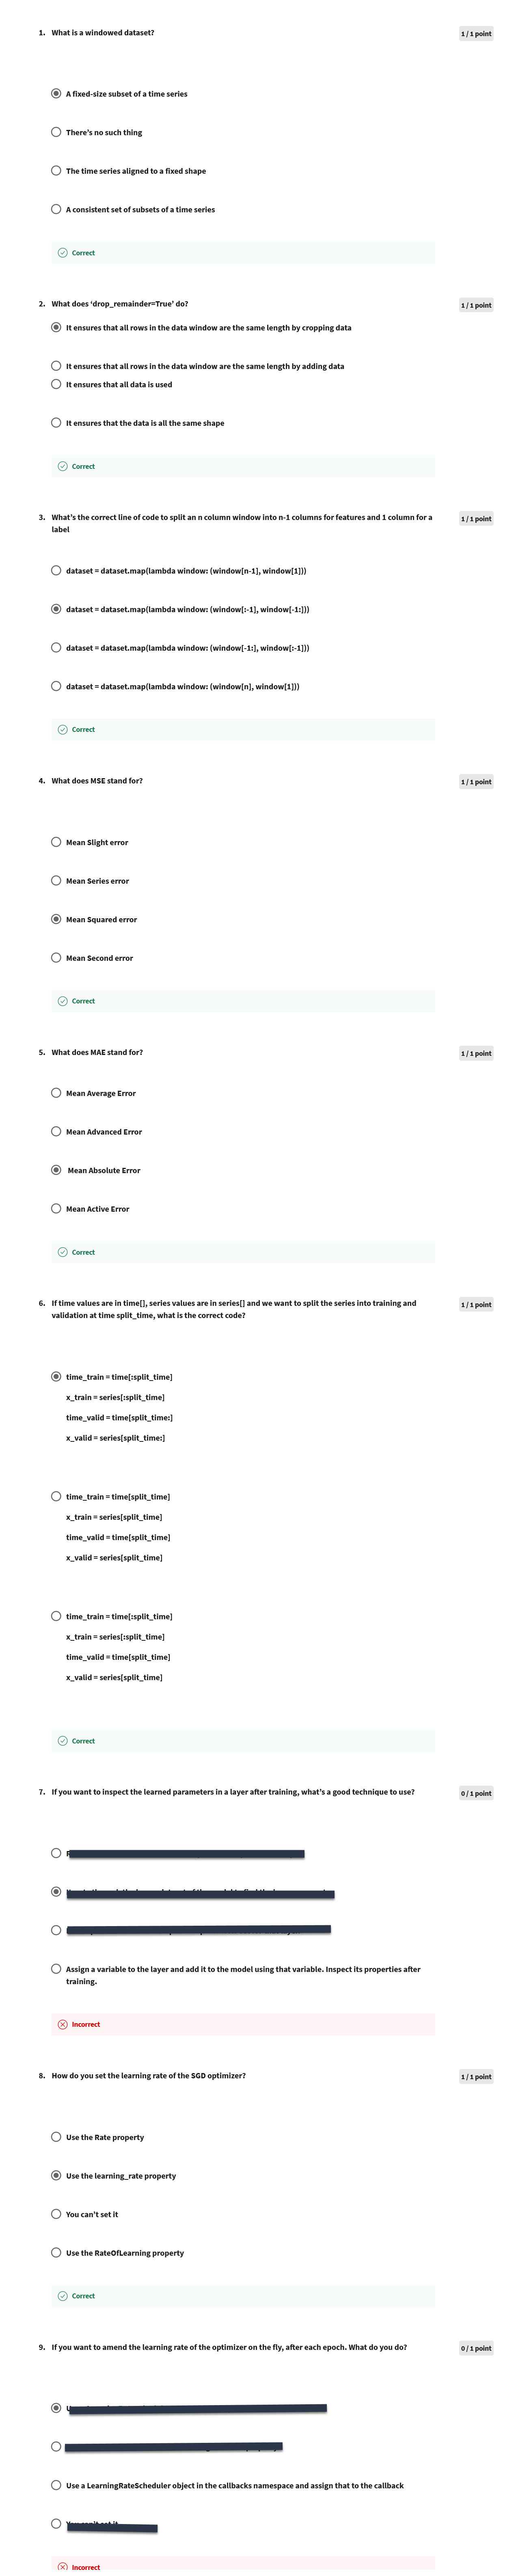 1. What is a windowed dataset?
1 / 1 point
A fixed-size subset of a time series
There's no such thing
The time series aligned to a fixed shape
A consistent set of subsets of a time series
Correct
2. What does ‘drop_remainder=True’ do?
1 / 1 point
It ensures that all rows in the data window are the same length by cropping data
It ensures that all rows in the data window are the same length by adding data
It ensures that all data is used
It ensures that the data is all the same shape
Correct
3. What's the correct line of code to split an n column window into n-1 columns for features and 1 column for a
label
1 / 1 point
dataset = dataset.map(lambda window: (window[n-1], window[1]))
dataset = dataset.map(lambda window: (window[:-1], window[-1:]))
dataset = dataset.map(lambda window: (window[-1:], window[:-1]))
dataset = dataset.map(lambda window: (window[n], window[1]))
Correct
4. What does MSE stand for?
1 / 1 point
Mean Slight error
Mean Series error
Mean Squared error
Mean Second error
Correct
5. What does MAE stand for?
1 / 1 point
Mean Average Error
Mean Advanced Error
Mean Absolute Error
Mean Active Error
Correct
6. If time values are in time[], series values are in series[] and we want to split the series into training and
validation at time split_time, what is the correct code?
1 / 1 point
time_train = time[:split_time]
x_train = series[:split_time]
time_valid = time[split_time:]
x_valid = series[split_time:]
time_train = time[split_time]
x_train = series[split_time]
time_valid = time[split_time]
x_valid = series[split_time]
time_train = time[:split_time]
x_train = series[:split_time]
time_valid = time[split_time]
x_valid = series[split_time]
Correct
7. If you want to inspect the learned parameters in a layer after training, what's a good technique to use?
0 / 1 point
Assign a variable to the layer and add it to the model using that variable. Inspect its properties after
training.
Incorrect
8. How do you set the learning rate of the SGD optimizer?
1 / 1 point
Use the Rate property
Use the learning_rate property
You can't set it
Use the RateOfLearning property
Correct
9. If you want to amend the learning rate of the optimizer on the fly, after each epoch. What do you do?
0 / 1 point
Use a LearningRateScheduler object in the callbacks namespace and assign that to the callback
Incorrect